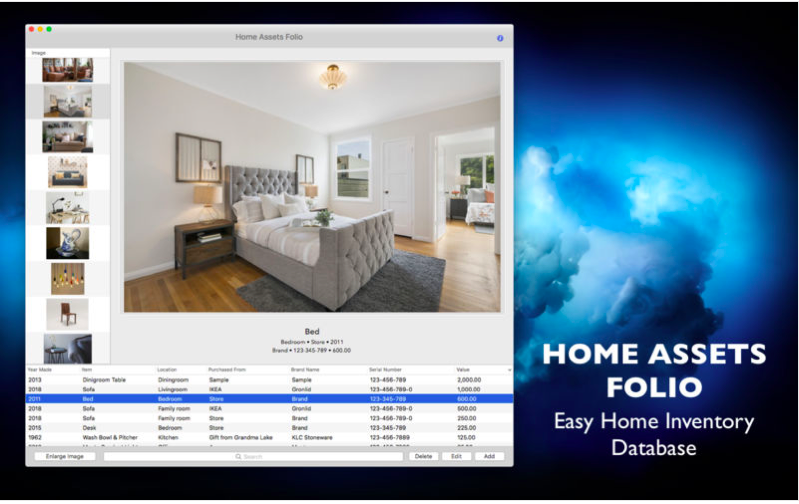 Home Assets Folio
Image
Bed
Bedroom • Store • 2011
Brand • 123-345-789 • 600.00
Year Made Item Location Purchased From Brand Name Serial Number Value
2013 Dinigroom Table Diningroom Sample Sample 123-456-789 2,000.00
2018 Sofa Livingroom IKEA Gronlid 123-456-789-0 1,000.00
2011 Bed Bedroom Store Brand 123-345-789 600.00
2018 Sofa Family room IKEA Gronlid 123-456-789-0 500.00
2018 Sofa Family room Store Brand 123-456-789-0 250.00
2015 Desk Bedroom Store Brand 123-345-789 225.00
1962 Wash Bowl & Pitcher Kitchen Gift from Grandma Lake KLC Stoneware 123-456-7889 125.00
Enlarge Image Search Delete Edit Add
HOME ASSETS
FOLIO
Easy Home Inventory
Database